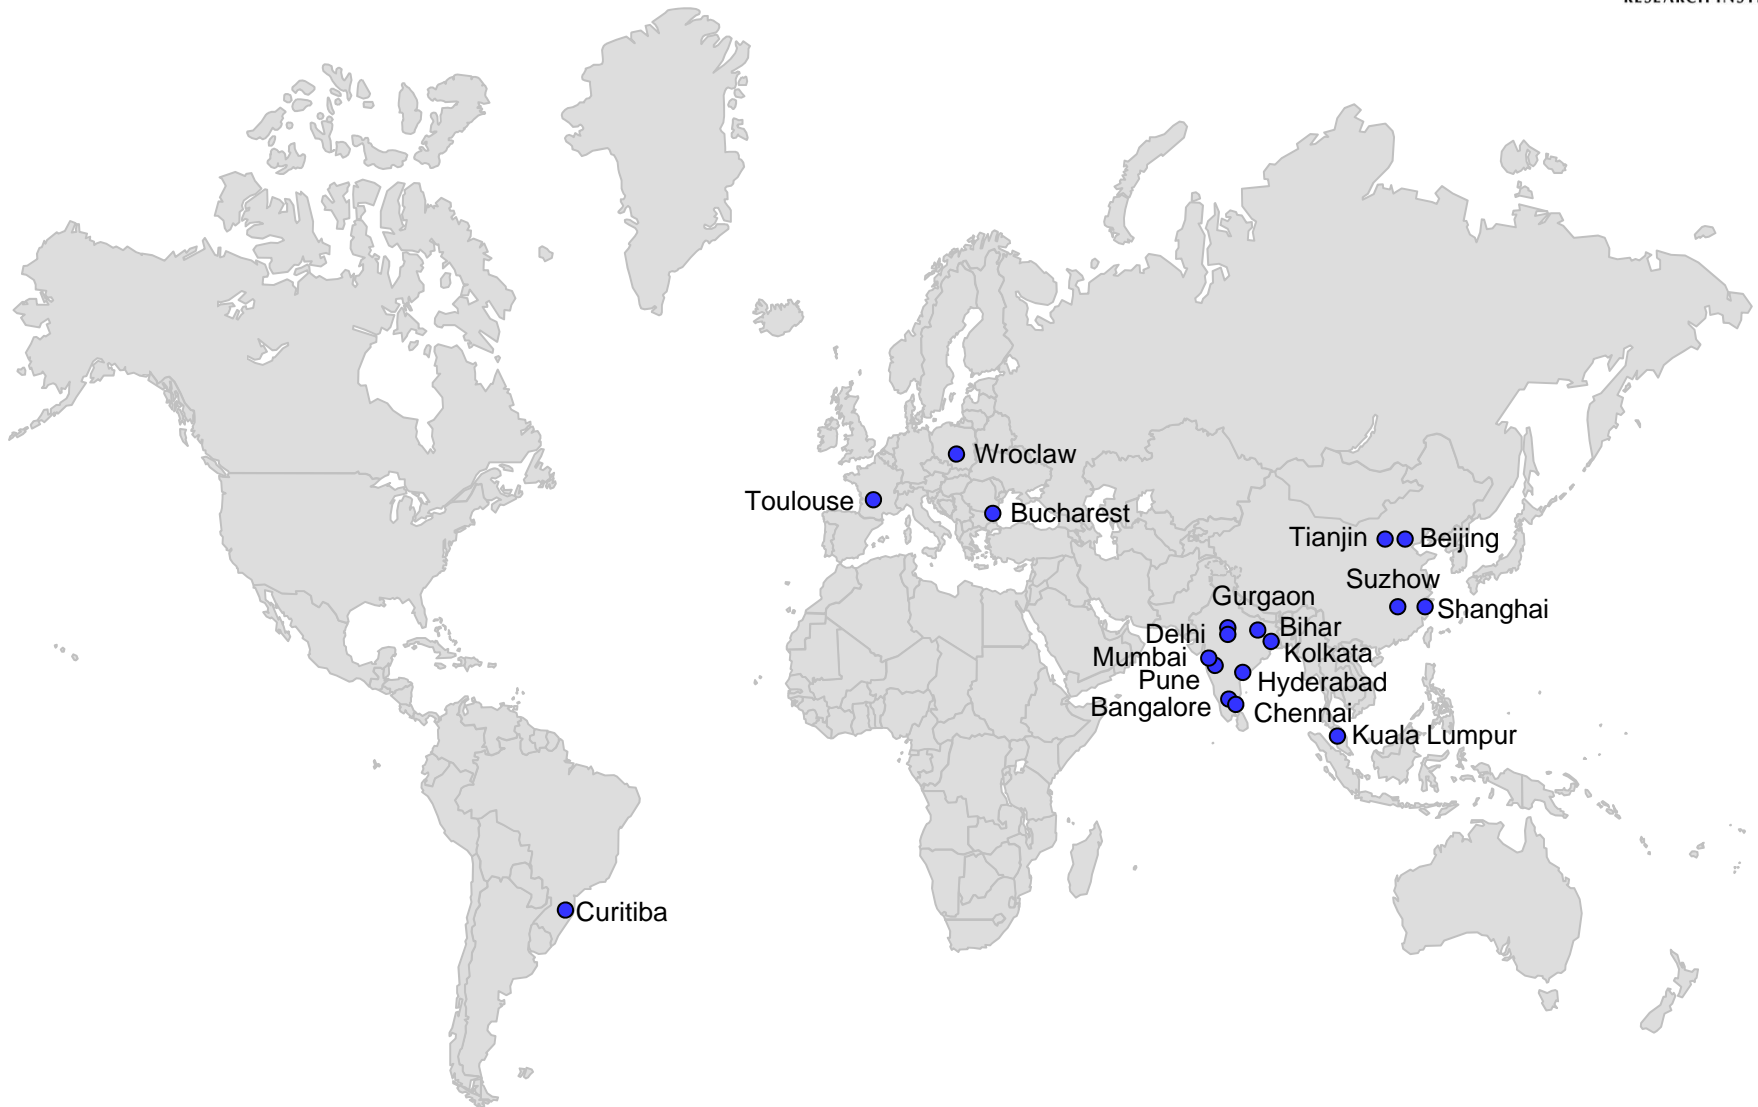 Wroclaw
Toulouse
Bucharest
Tianjin
Beijing
Suzhow
Gurgaon
Shanghai
Delhi
Bihar
Mumbai
Kolkata
Pune
Hyderabad
Bangalore
Chennai
Kuala Lumpur
Curitiba